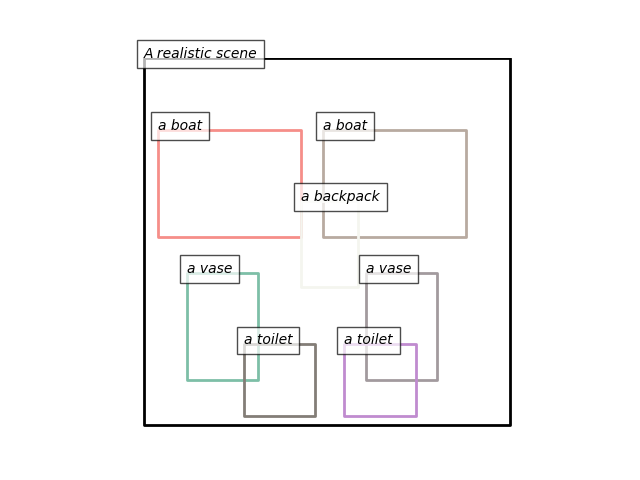 A realistic scene
a boat
a boat
a backpack
a vase
a vase
a toilet
a toilet